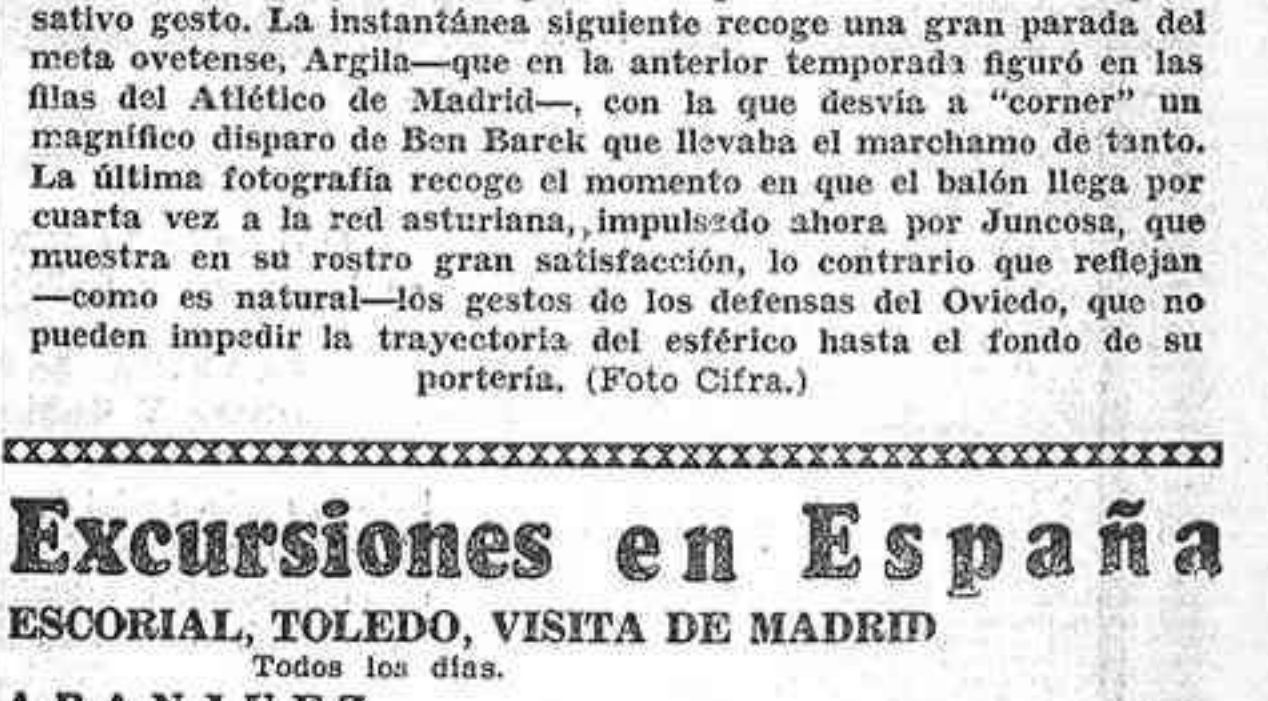 sativo gesto. La instantánea siguiente recoge una gran parada del
meta ovetense, Argila—que en la anterior temporada figuró en las
filas del Atlético de Madrid—, con la que desvía a "corner" un
magnífico disparo de Ben Barek que llevaba el marchamo de tanto.
La última fotografía recoge el momento en que el balón llega por
cuarta vez a la red asturiana, impulsado ahora por Juncosa, que
muestra en su rostro gran satisfacción, lo contrario que reflejan
—como es natural—los gestos de los defensas del Oviedo, que no
pueden impedir la trayectoria del esférico hasta el fondo de su
portería. (Foto Cifra.)
Excursiones en España
ESCORIAL, TOLEDO, VISITA DE MADRID
Todos los días.
ARANJUEZ